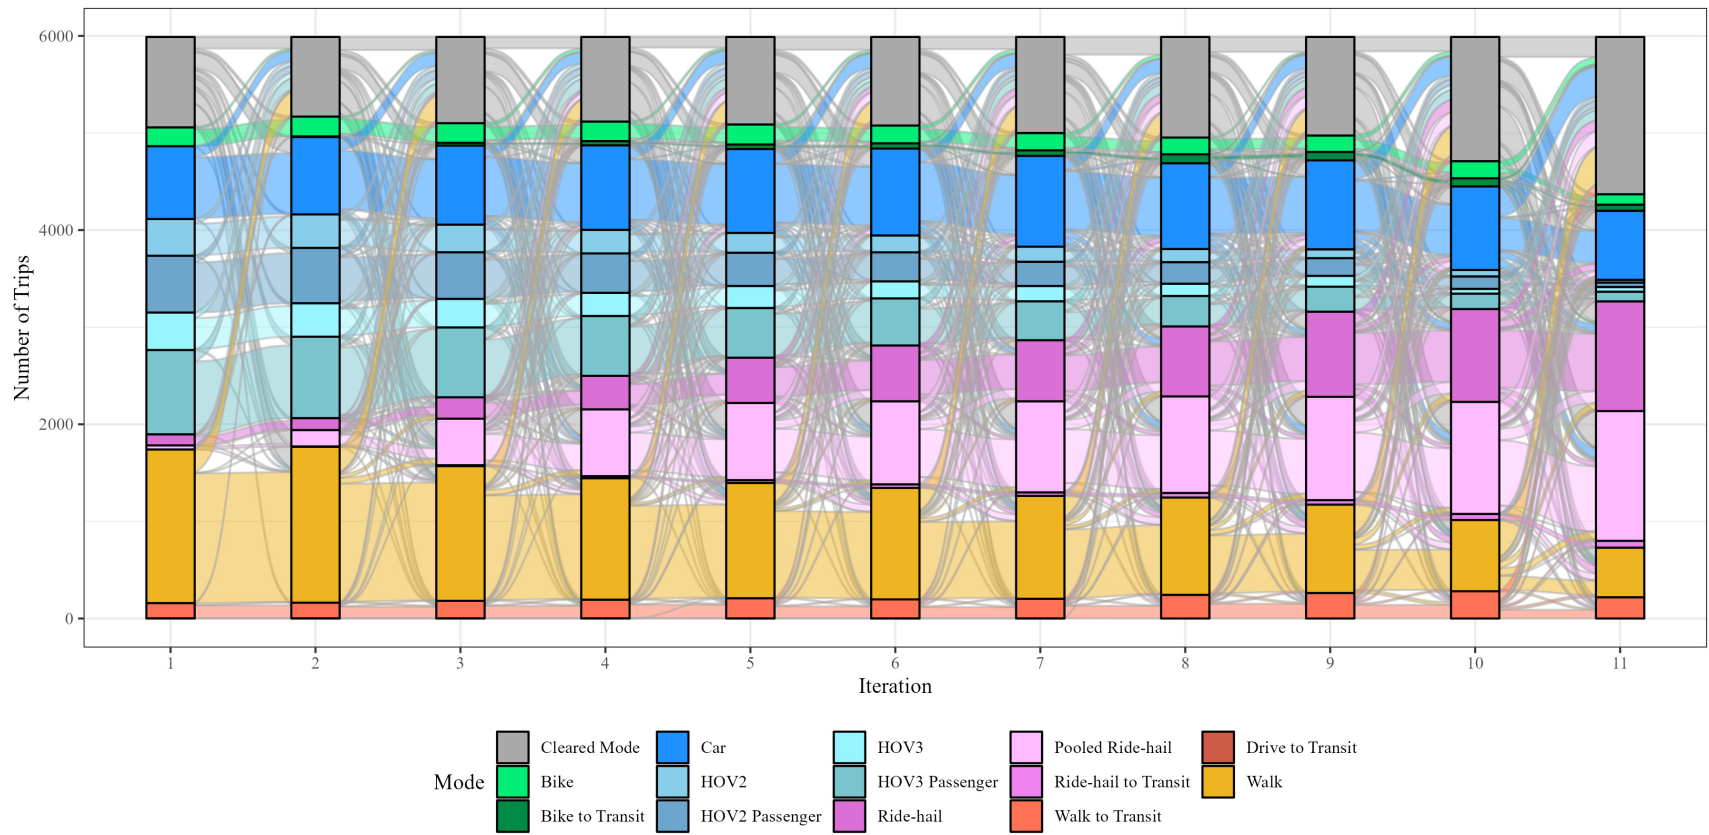 6000
4000
2000
0
Number of Trips
1 2 3 4 5 6 7 8 9 10 11
Iteration
Mode
Cleared Mode
Bike
Bike to Transit
Car
HOV2
HOV2 Passenger
HOV3
HOV3 Passenger
Ride-hail
Pooled Ride-hail
Ride-hail to Transit
Walk to Transit
Drive to Transit
Walk